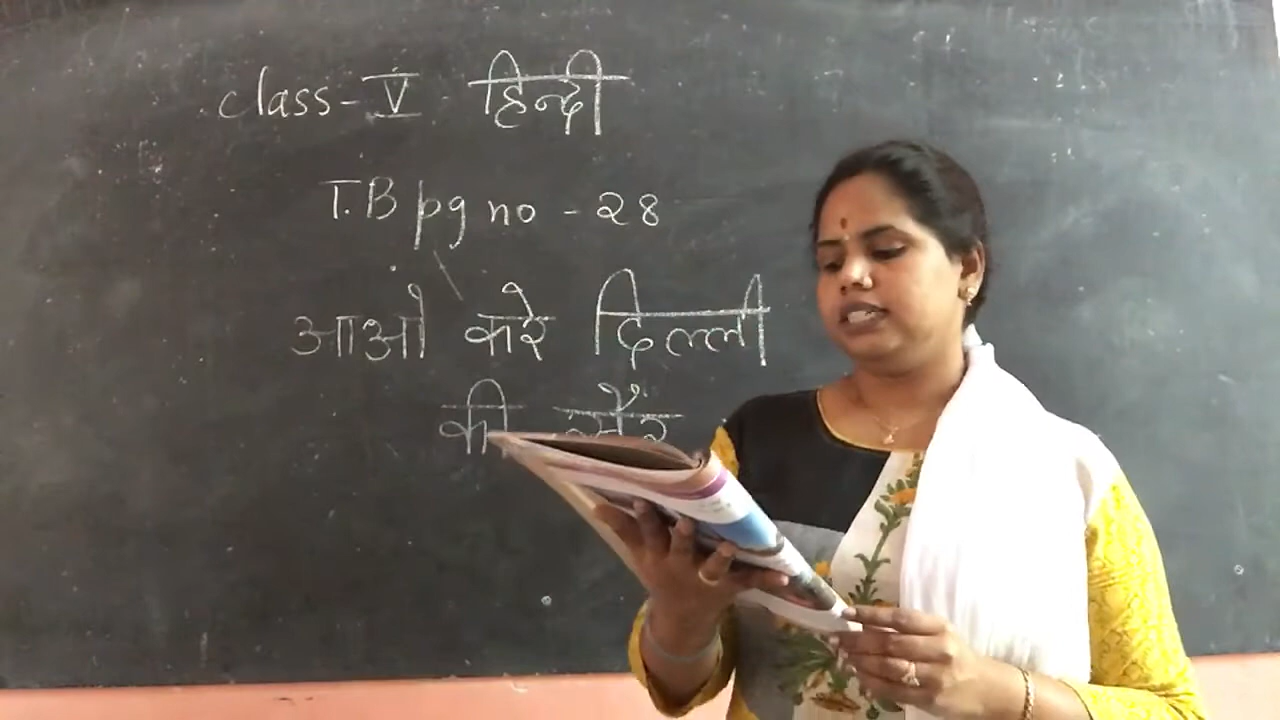 class-V हिन्दी
T.B pg no - 28
आओ करे दिल्ली
की सैर